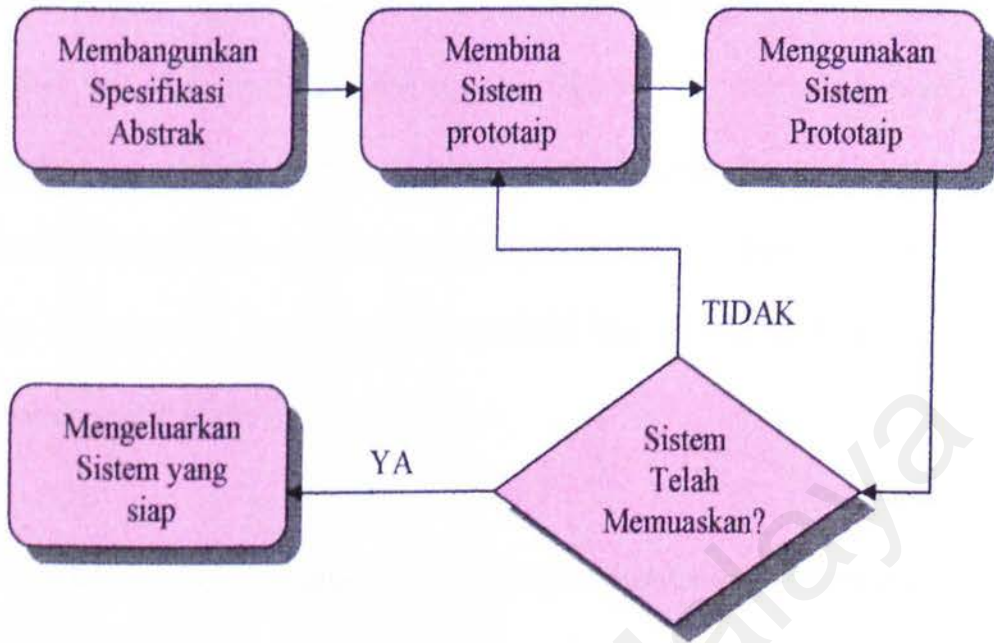 Membangunkan
Spesifikasi
Abstrak
Membina
Sistem
prototaip
Menggunakan
Sistem
Prototaip
TIDAK
Mengeluarkan
Sistem yang
siap
YA
Sistem
Telah
Memuaskan?